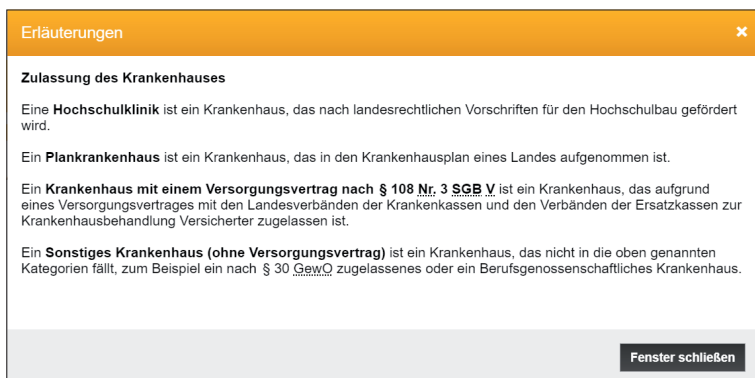 Erläuterungen ×
Zulassung des Krankenhauses
Eine Hochschulklinik ist ein Krankenhaus, das nach landesrechtlichen Vorschriften für den Hochschulbau gefördert
wird.
Ein Plankrankenhaus ist ein Krankenhaus, das in den Krankenhausplan eines Landes aufgenommen ist.
Ein Krankenhaus mit einem Versorgungsvertrag nach § 108 Nr. 3 SGB V ist ein Krankenhaus, das aufgrund
eines Versorgungsvertrages mit den Landesverbänden der Krankenkassen und den Verbänden der Ersatzkassen zur
Krankenhausbehandlung Versicherter zugelassen ist.
Ein Sonstiges Krankenhaus (ohne Versorgungsvertrag) ist ein Krankenhaus, das nicht in die oben genannten
Kategorien fällt, zum Beispiel ein nach § 30 GewO zugelassenes oder ein Berufsgenossenschaftliches Krankenhaus.
Fenster schließen